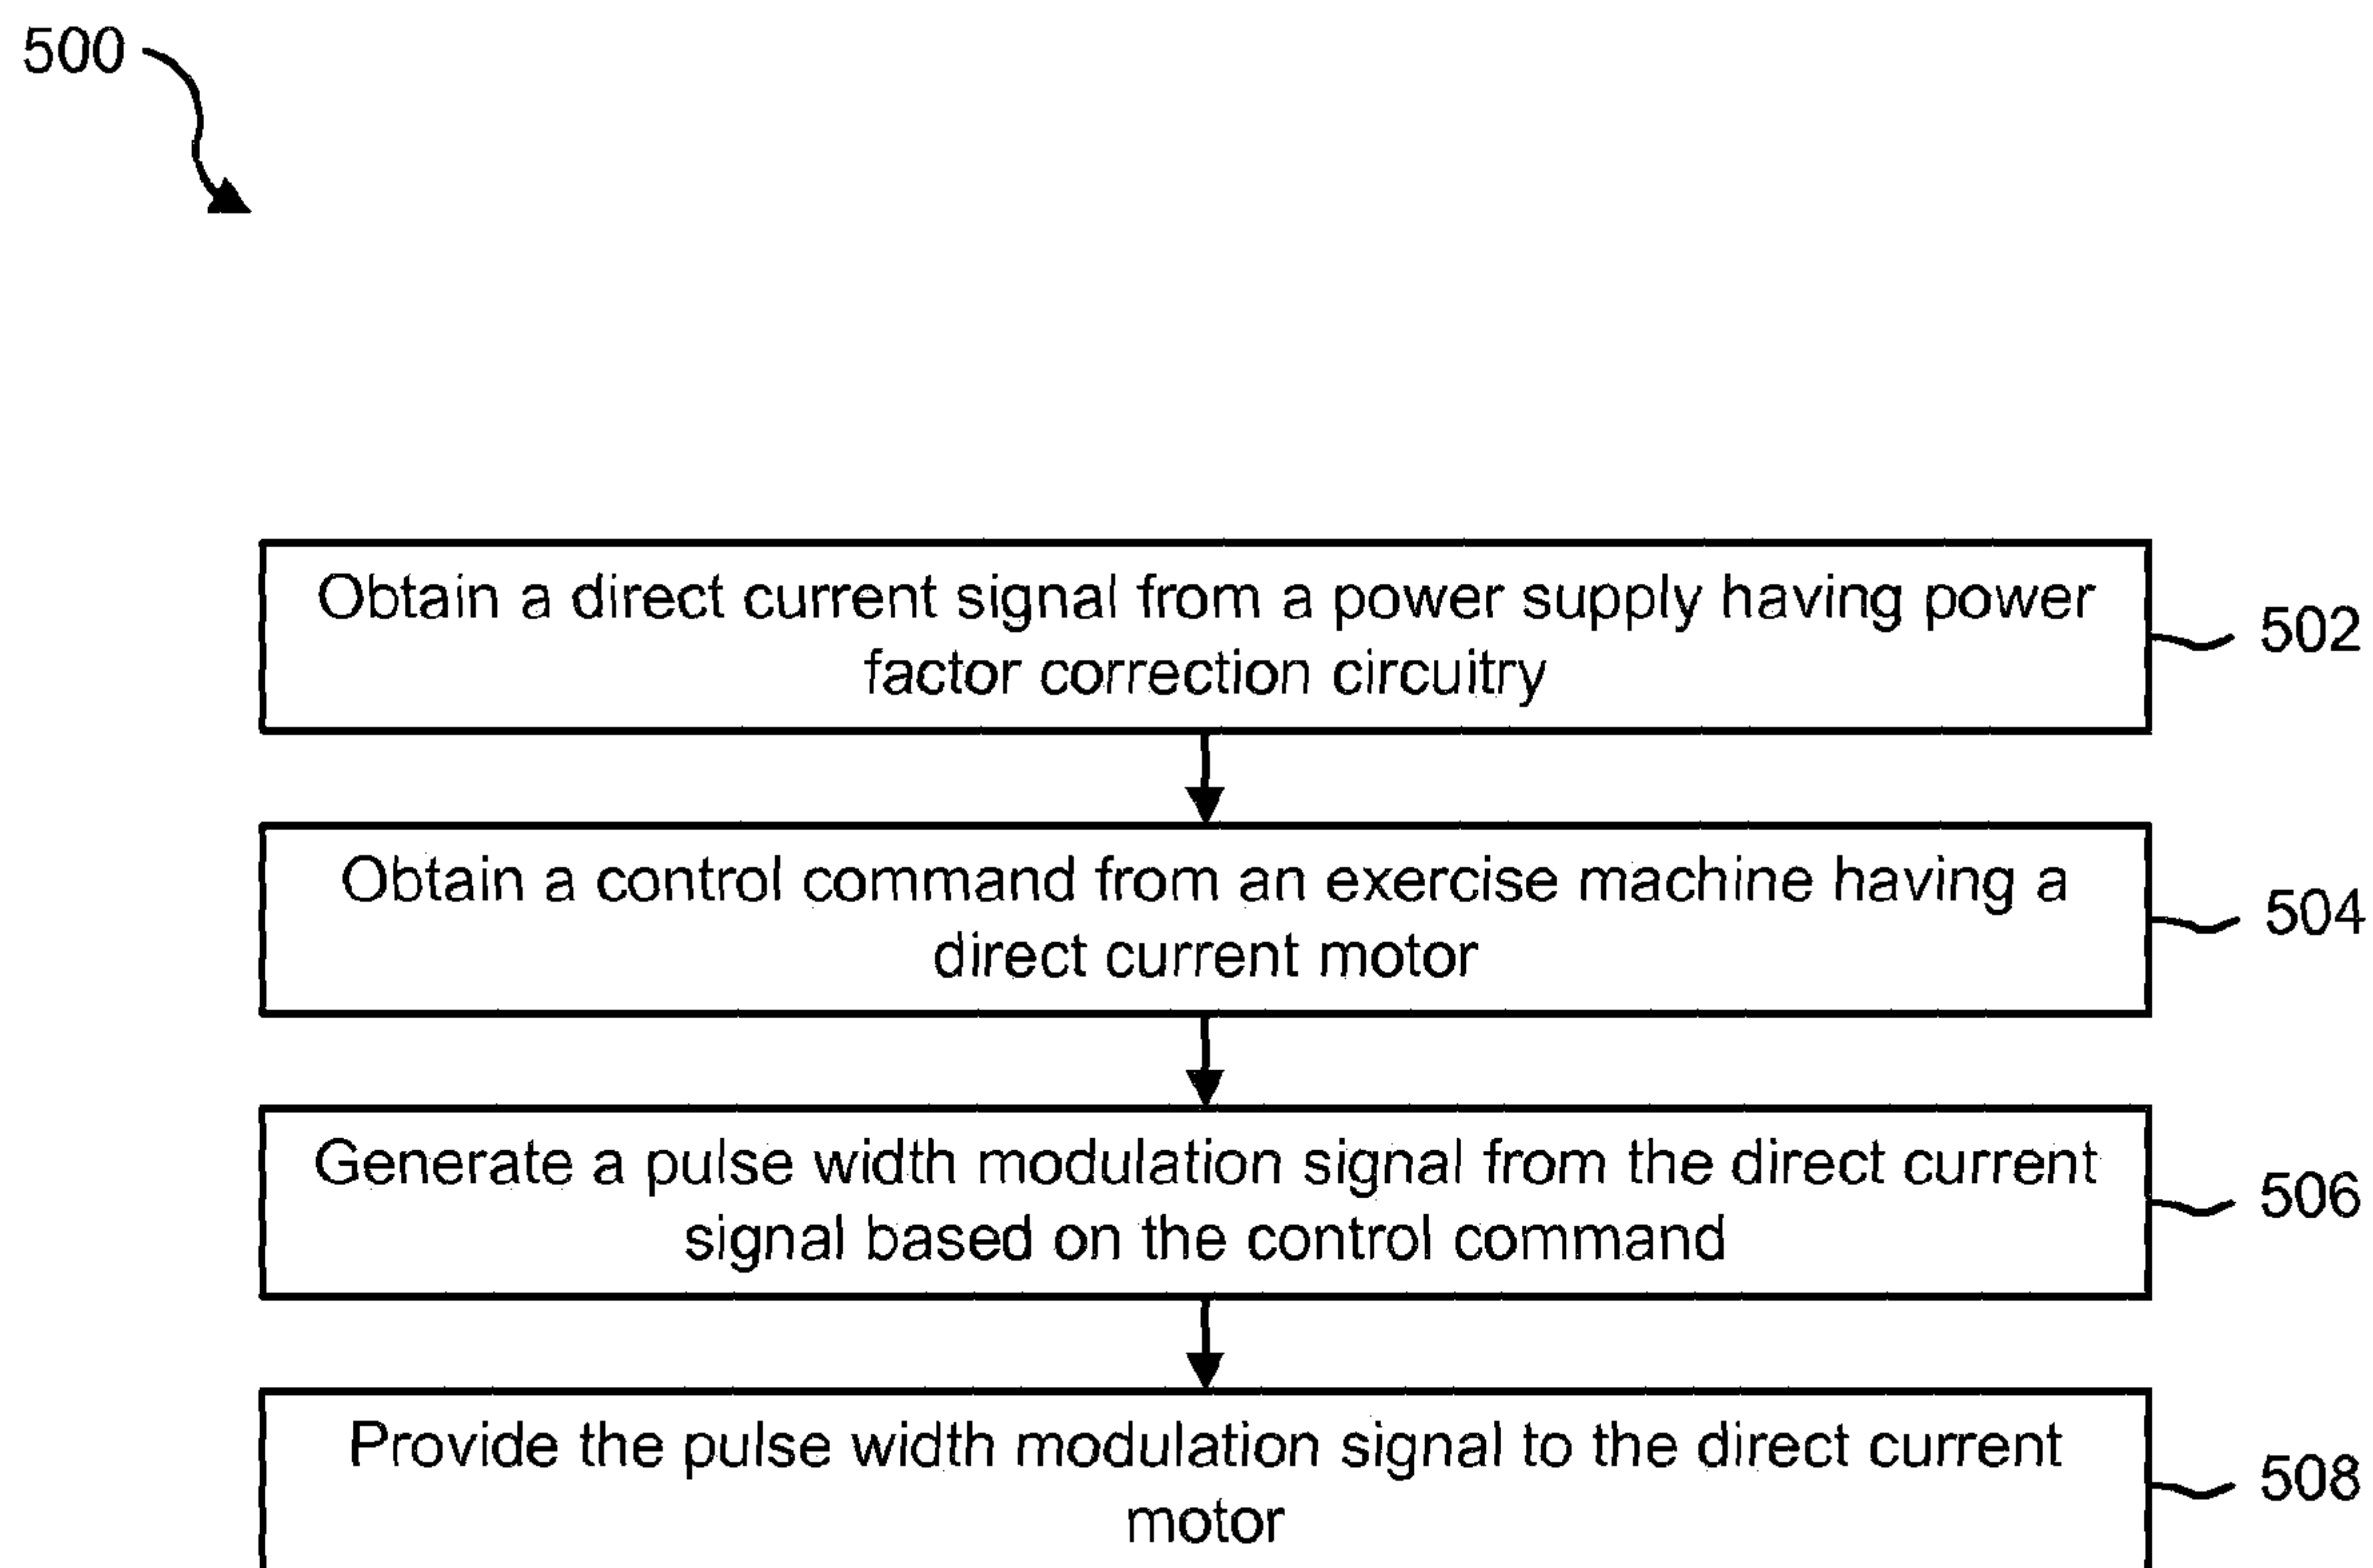 500
Obtain a direct current signal from a power supply having power
factor correction circuitry
502
Obtain a control command from an exercise machine having a
direct current motor
504
Generate a pulse width modulation signal from the direct current
signal based on the control command
506
Provide the pulse width modulation signal to the direct current
motor
508